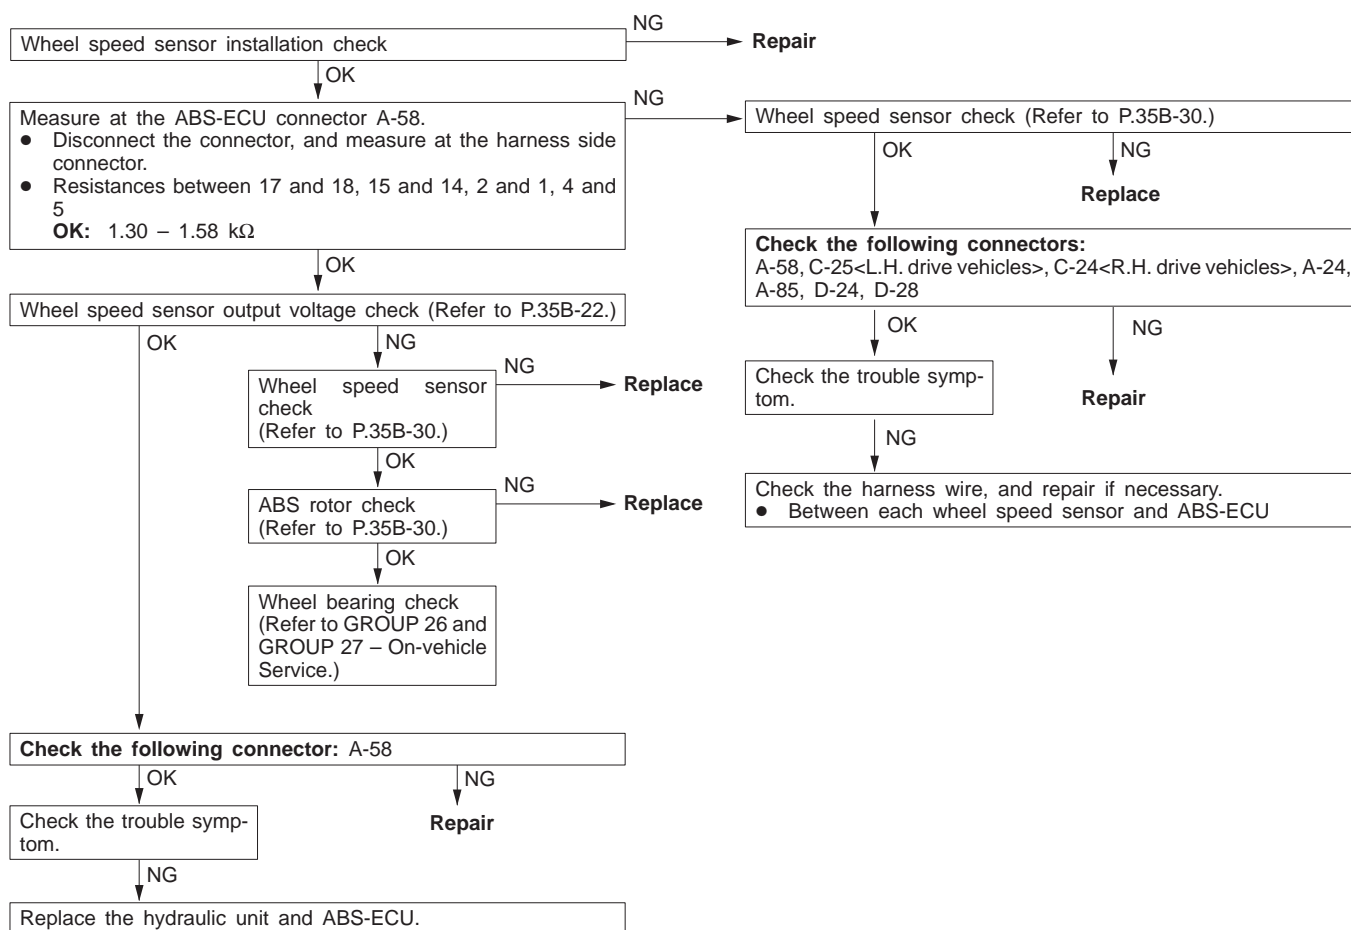 NG
Wheel speed sensor installation check
Repair
OK
Measure at the ABS-ECU connector A-58.
● Disconnect the connector, and measure at the harness side
connector.
● Resistances between 17 and 18, 15 and 14, 2 and 1, 4 and
5
OK: 1.30 – 1.58 kΩ
NG
Wheel speed sensor check (Refer to P.35B-30.)
OK
NG
Replace
Check the following connectors:
A-58, C-25<L.H. drive vehicles>, C-24<R.H. drive vehicles>, A-24,
A-85, D-24, D-28
OK
NG
Check the trouble symp-
tom.
Repair
NG
Check the harness wire, and repair if necessary.
● Between each wheel speed sensor and ABS-ECU
OK
Wheel speed sensor output voltage check (Refer to P.35B-22.)
OK
NG
Wheel speed sensor
check
(Refer to P.35B-30.)
NG
Replace
OK
ABS rotor check
(Refer to P.35B-30.)
NG
Replace
OK
Wheel bearing check
(Refer to GROUP 26 and
GROUP 27 – On-vehicle
Service.)
Check the following connector: A-58
OK
NG
Check the trouble symp-
tom.
Repair
NG
Replace the hydraulic unit and ABS-ECU.